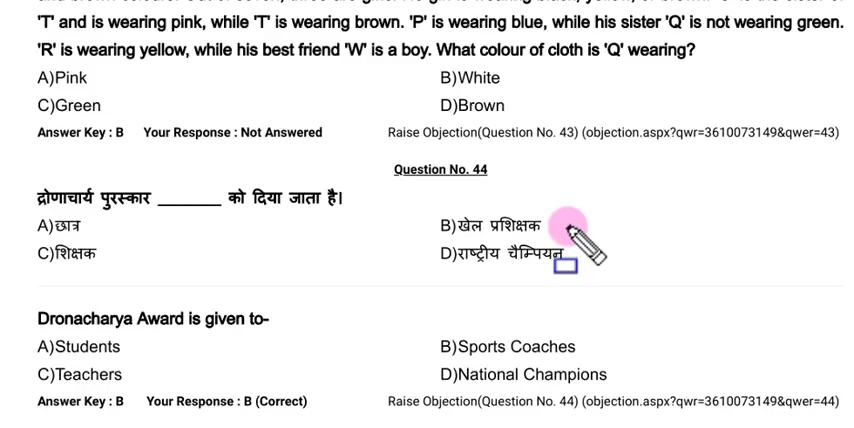 'T' and is wearing pink, while 'T' is wearing brown. 'P' is wearing blue, while his sister 'Q' is not wearing green.
'R' is wearing yellow, while his best friend 'W' is a boy. What colour of cloth is 'Q' wearing?
A)Pink B)White
C)Green D)Brown
Answer Key : B Your Response : Not Answered Raise Objection(Question No. 43) (objection.aspx?qwr=3610073149&qwer=43)
Question No. 44
द्रोणाचार्य पुरस्कार _______ को दिया जाता है।
A)छात्र B)खेल प्रशिक्षक
C)शिक्षक D)राष्ट्रीय चैम्पियन
Dronacharya Award is given to-
A)Students B)Sports Coaches
C)Teachers D)National Champions
Answer Key : B Your Response : B (Correct) Raise Objection(Question No. 44) (objection.aspx?qwr=3610073149&qwer=44)